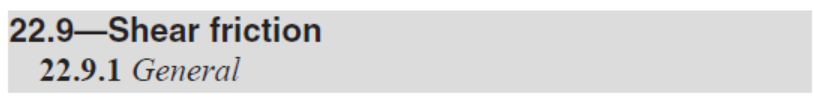 22.9—Shear friction
22.9.1 General